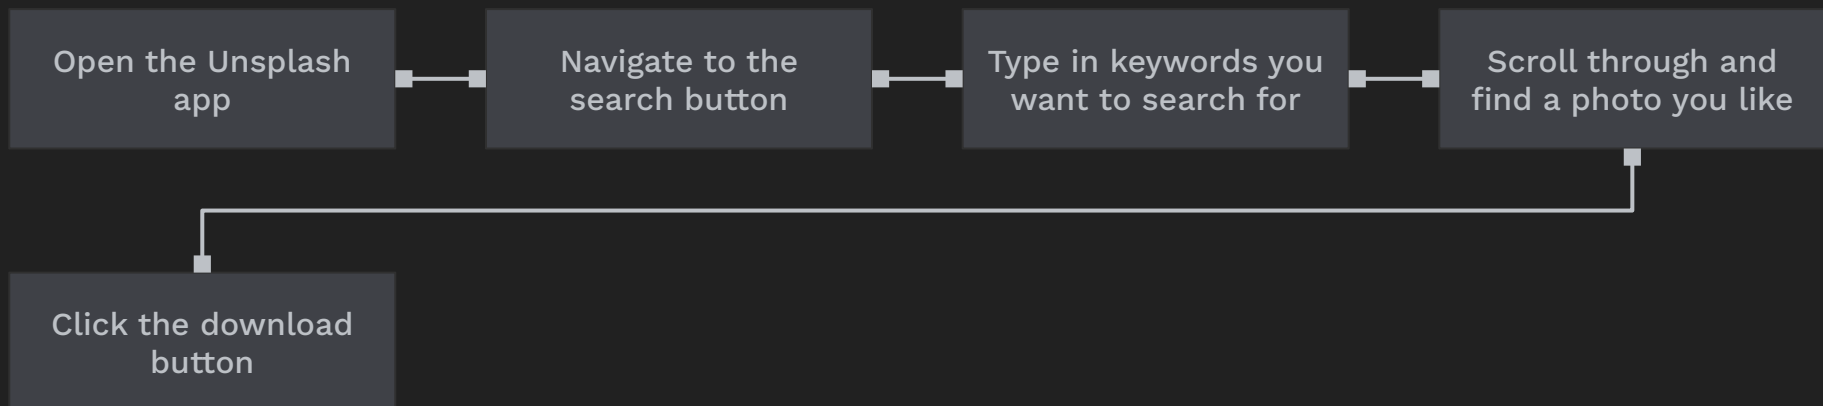 Open the Unsplash
app
Navigate to the
search button
Type in keywords you
want to search for
Scroll through and
find a photo you like
Click the download
button